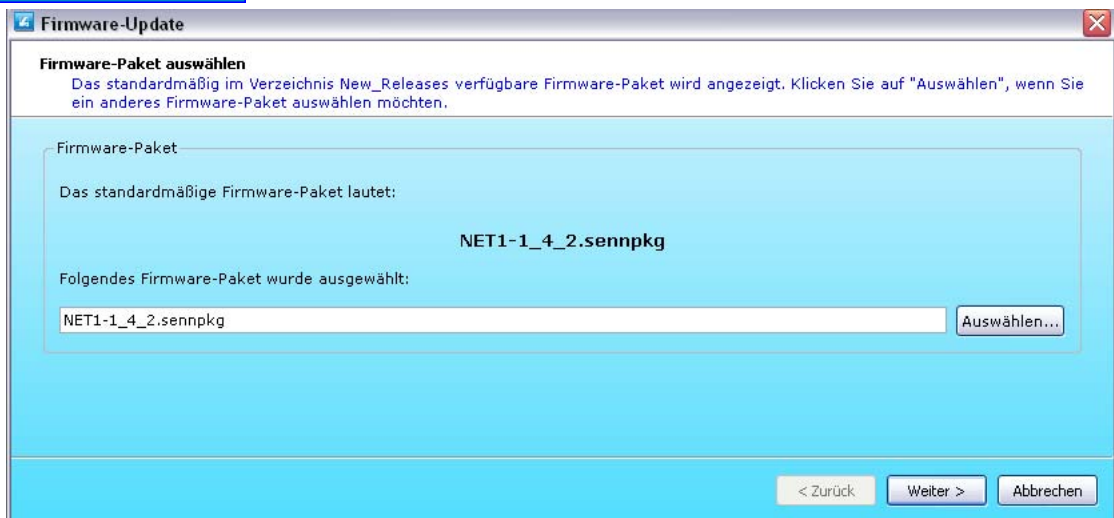 Firmware-Update
Firmware-Paket auswählen
Das standardmäßig im Verzeichnis New_Releases verfügbare Firmware-Paket wird angezeigt. Klicken Sie auf "Auswählen", wenn Sie
ein anderes Firmware-Paket auswählen möchten.
Firmware-Paket
Das standardmäßige Firmware-Paket lautet:
NET1-1_4_2.sennpkg
Folgendes Firmware-Paket wurde ausgewählt:
NET1-1_4_2.sennpkg
Auswählen...
< Zurück
Weiter >
Abbrechen